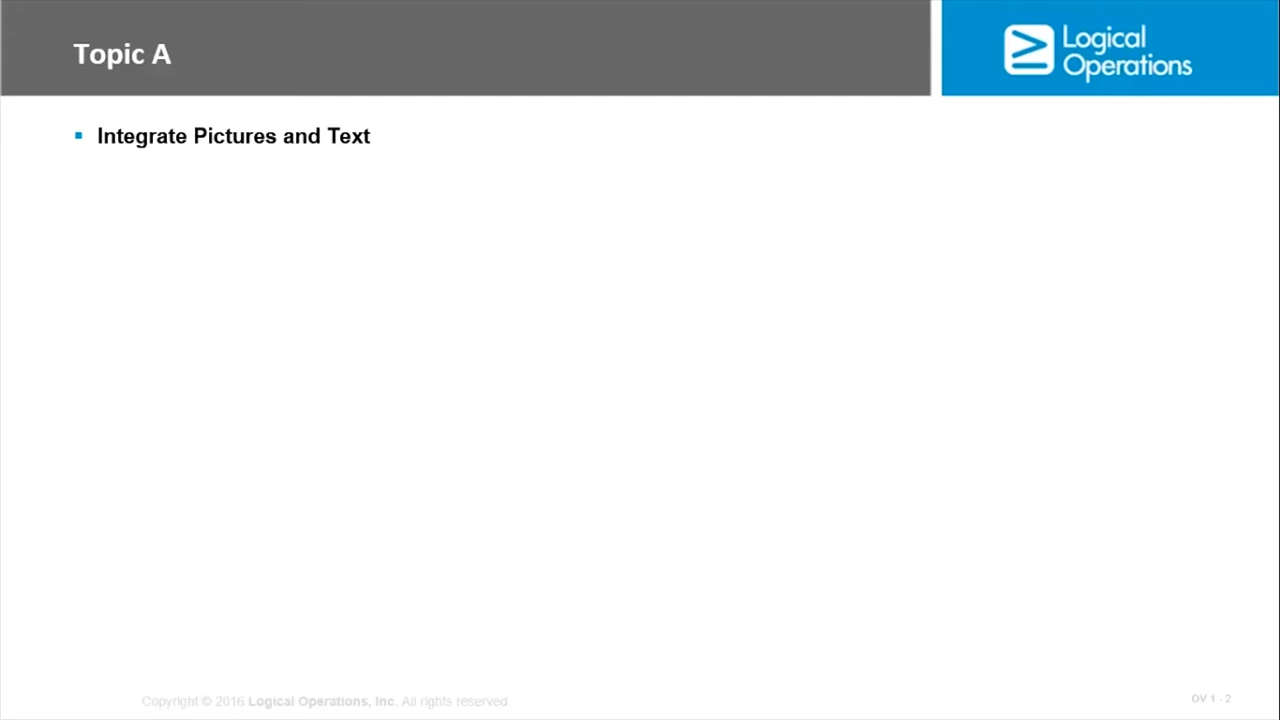 Topic A
Logical
Operations
Integrate Pictures and Text
Copyright © 2016 Logical Operations, Inc. All rights reserved
OV 1 - 2